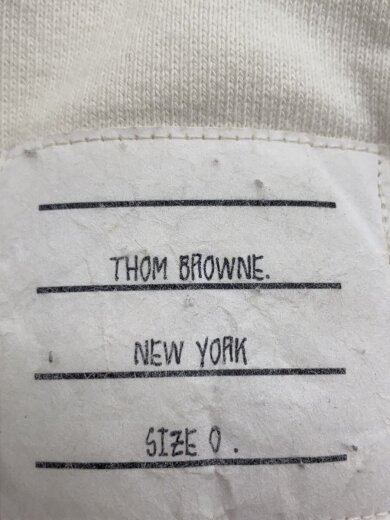 THOM BROWNE.
NEW YORK
SIZE 0 .